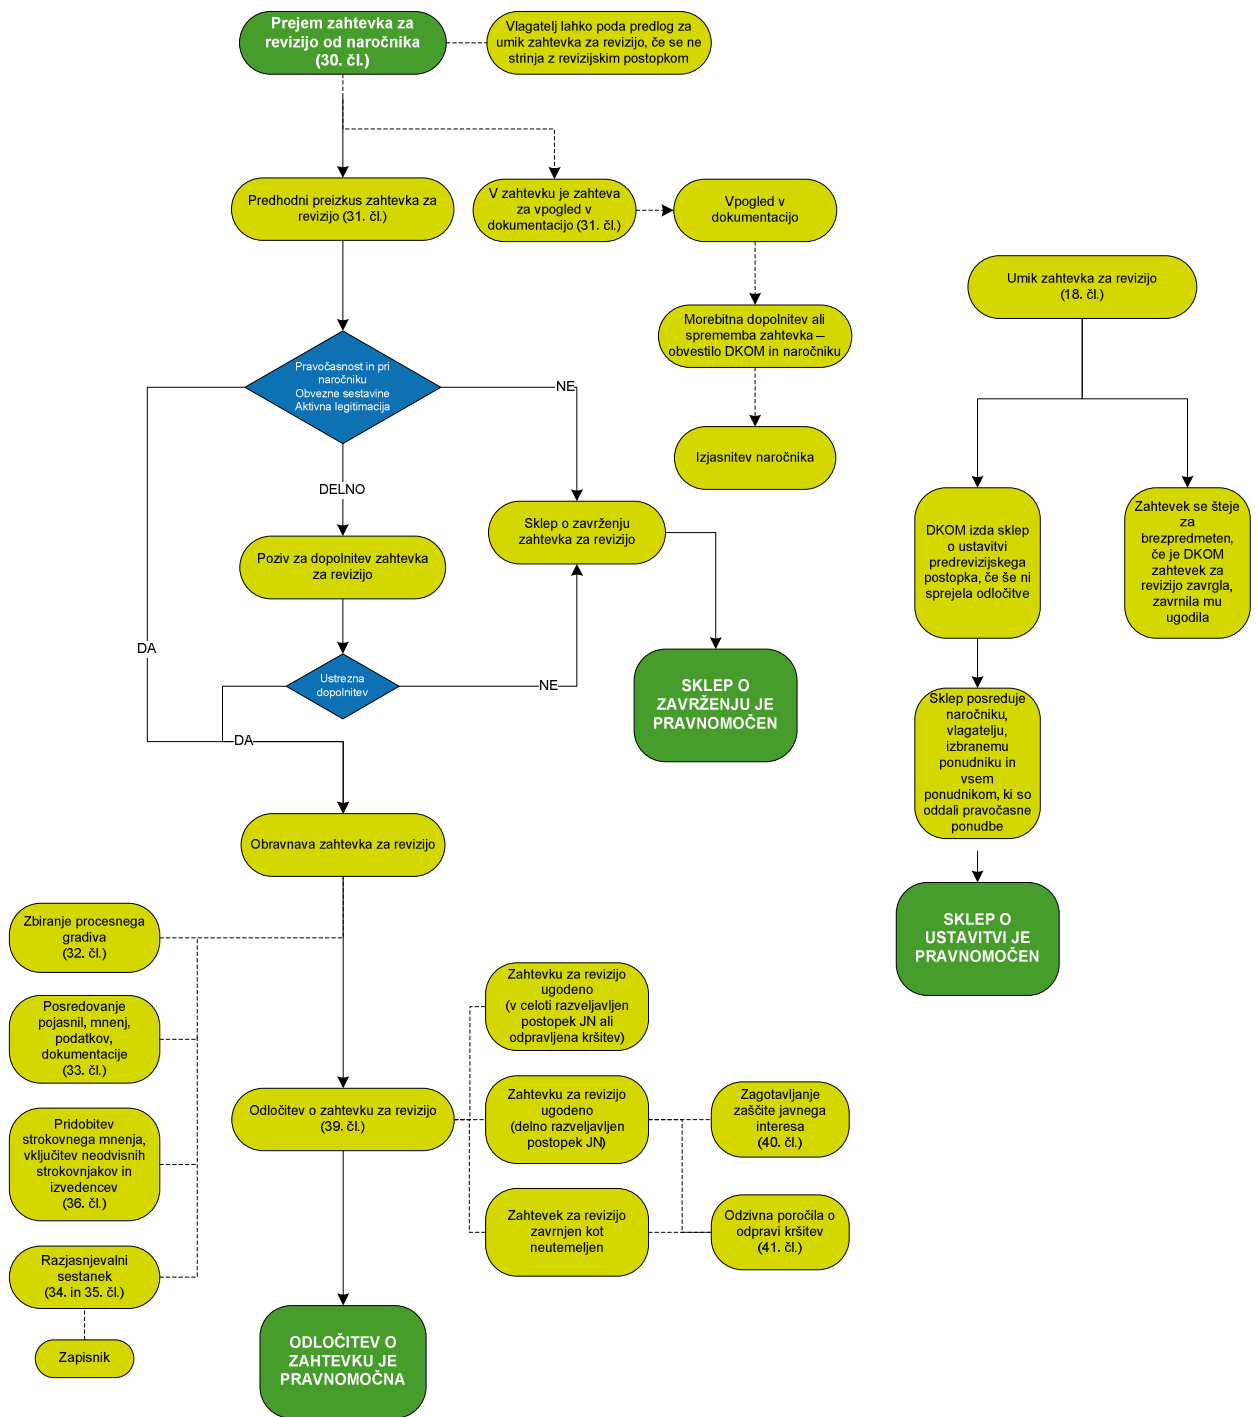 Prejem zahtevka za
revizijo od naročnika
(30. čl.)
Vlagatelj lahko poda predlog za
umik zahtevka za revizijo, če se ne
strinja z revizijskim postopkom
Predhodni preizkus zahtevka za
revizijo (31. čl.)
V zahtevku je zahteva
za vpogled v
dokumentacijo (31. čl.)
Vpogled v
dokumentacijo
Morebitna dopolnitev ali
sprememba zahtevka –
obvestilo DKOM in naročniku
Izjasnitev naročnika
Umik zahtevka za revizijo
(18. čl.)
Pravočasnost in pri
naročniku
Obvezne sestavine
Aktivna legitimacija
NE
DELNO
DA
Sklep o zavrženju
zahtevka za revizijo
Poziv za dopolnitev zahtevka
za revizijo
Ustrezna
dopolnitev
NE
DA
SKLEP O
ZAVRŽENJU JE
PRAVNOMOČEN
DKOM izda sklep
o ustavitvi
predrevizijskega
postopka, če še ni
sprejela odločitve
Zahtevek se šteje
za
brezpredmeten,
če je DKOM
zahtevek za
revizijo zavrgla,
zavrnila mu
ugodila
Sklep posreduje
naročniku,
vlagatelju,
izbranemu
ponudniku in
vsem
ponudnikom, ki so
oddali pravočasne
ponudbe
SKLEP O
USTAVITVI JE
PRAVNOMOČEN
Obravnava zahtevka za revizijo
Zbiranje procesnega
gradiva
(32. čl.)
Posredovanje
pojasnil, mnenj,
podatkov,
dokumentacije
(33. čl.)
Pridobitev
strokovnega mnenja,
vključitev neodvisnih
strokovnjakov in
izvedencev
(36. čl.)
Razjasnjevalni
sestanek
(34. in 35. čl.)
Zapisnik
Odločitev o zahtevku za revizijo
(39. čl.)
Zahtevku za revizijo
ugodeno
(v celoti razveljavljen
postopek JN ali
odpravljena kršitev)
Zahtevku za revizijo
ugodeno
(delno razveljavljen
postopek JN)
Zahtevek za revizijo
zavrnjen kot
neutemeljen
Zagotavljanje
zaščite javnega
interesa
(40. čl.)
Odzivna poročila o
odpravi kršitev
(41. čl.)
ODLOČITEV O
ZAHTEVKU JE
PRAVNOMOČNA